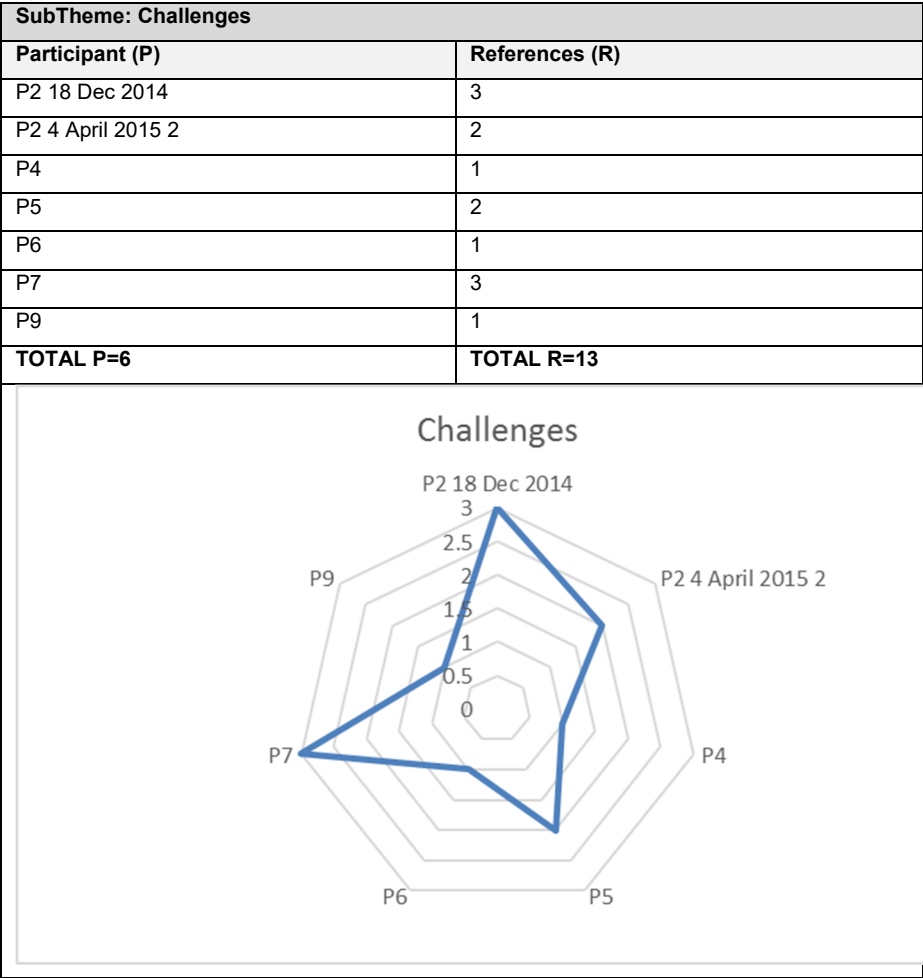 SubTheme: Challenges
Participant (P) References (R)
P2 18 Dec 2014 3
P2 4 April 2015 2 2
P4 1
P5 2
P6 1
P7 3
P9 1
TOTAL P=6 TOTAL R=13
Challenges
P2 18 Dec 2014
3
2.5
P9 2 P2 4 April 2015 2
1.5
1
0.5
0
P7 P4
P6 P5